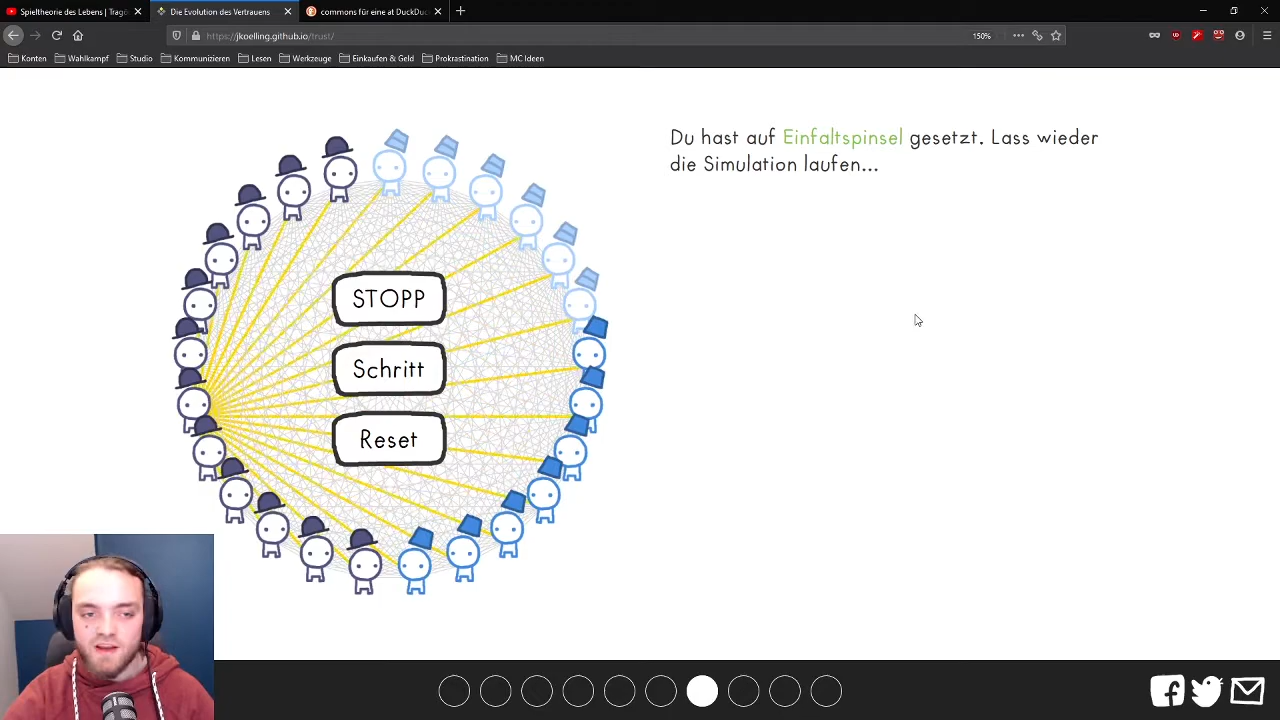 Spieltheorie des Lebens | Trago
Die Evolution des Vertrauens
commons für eine at DuckDuc
https://jkoelling.github.io/trust/
150%
Konten
Wahlkampf
Studio
Kommunizieren
Lesen
Werkzeuge
Einkaufen & Geld
Prokrastination
MC Ideen
Du hast auf Einfaltspinsel gesetzt. Lass wieder
die Simulation laufen...
STOPP
Schritt
Reset